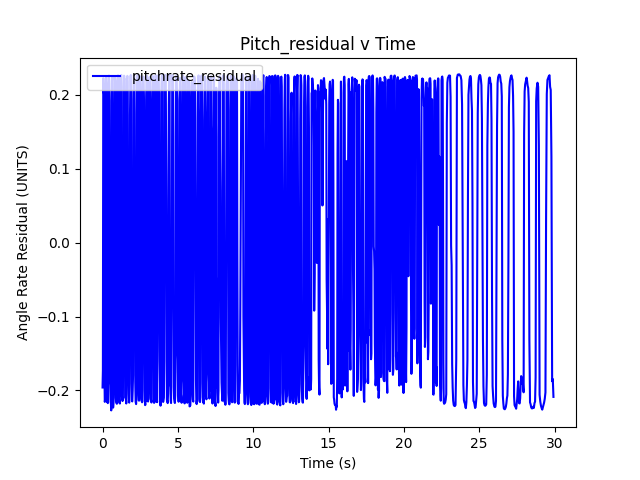 Pitch_residual v Time
pitchrate_residual
Angle Rate Residual (UNITS)
0.2
0.1
0.0
−0.1
−0.2
0 5 10 15 20 25 30
Time (s)